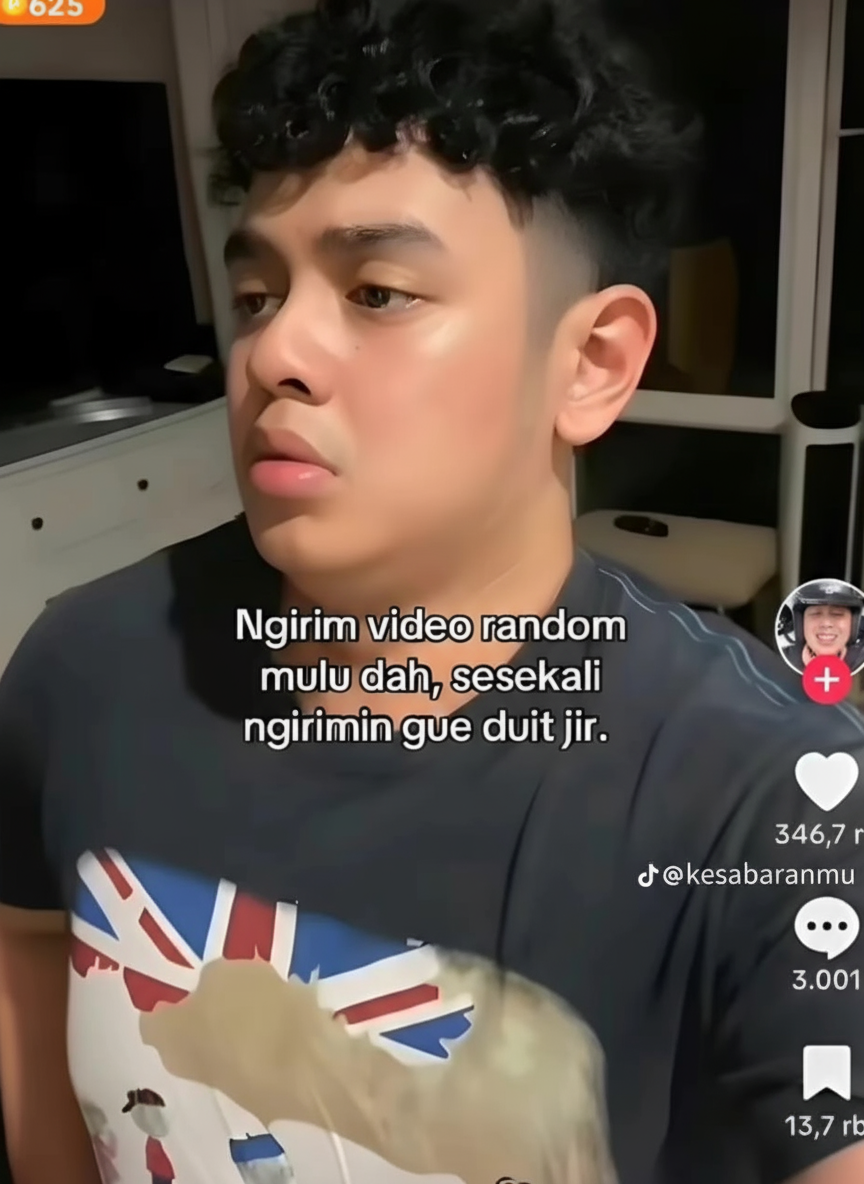 625
Ngirim video random
mulu dah, sesekali
ngirimin gue duit jir.
346,7 r
@kesabaranmu
3.001
13,7 rb